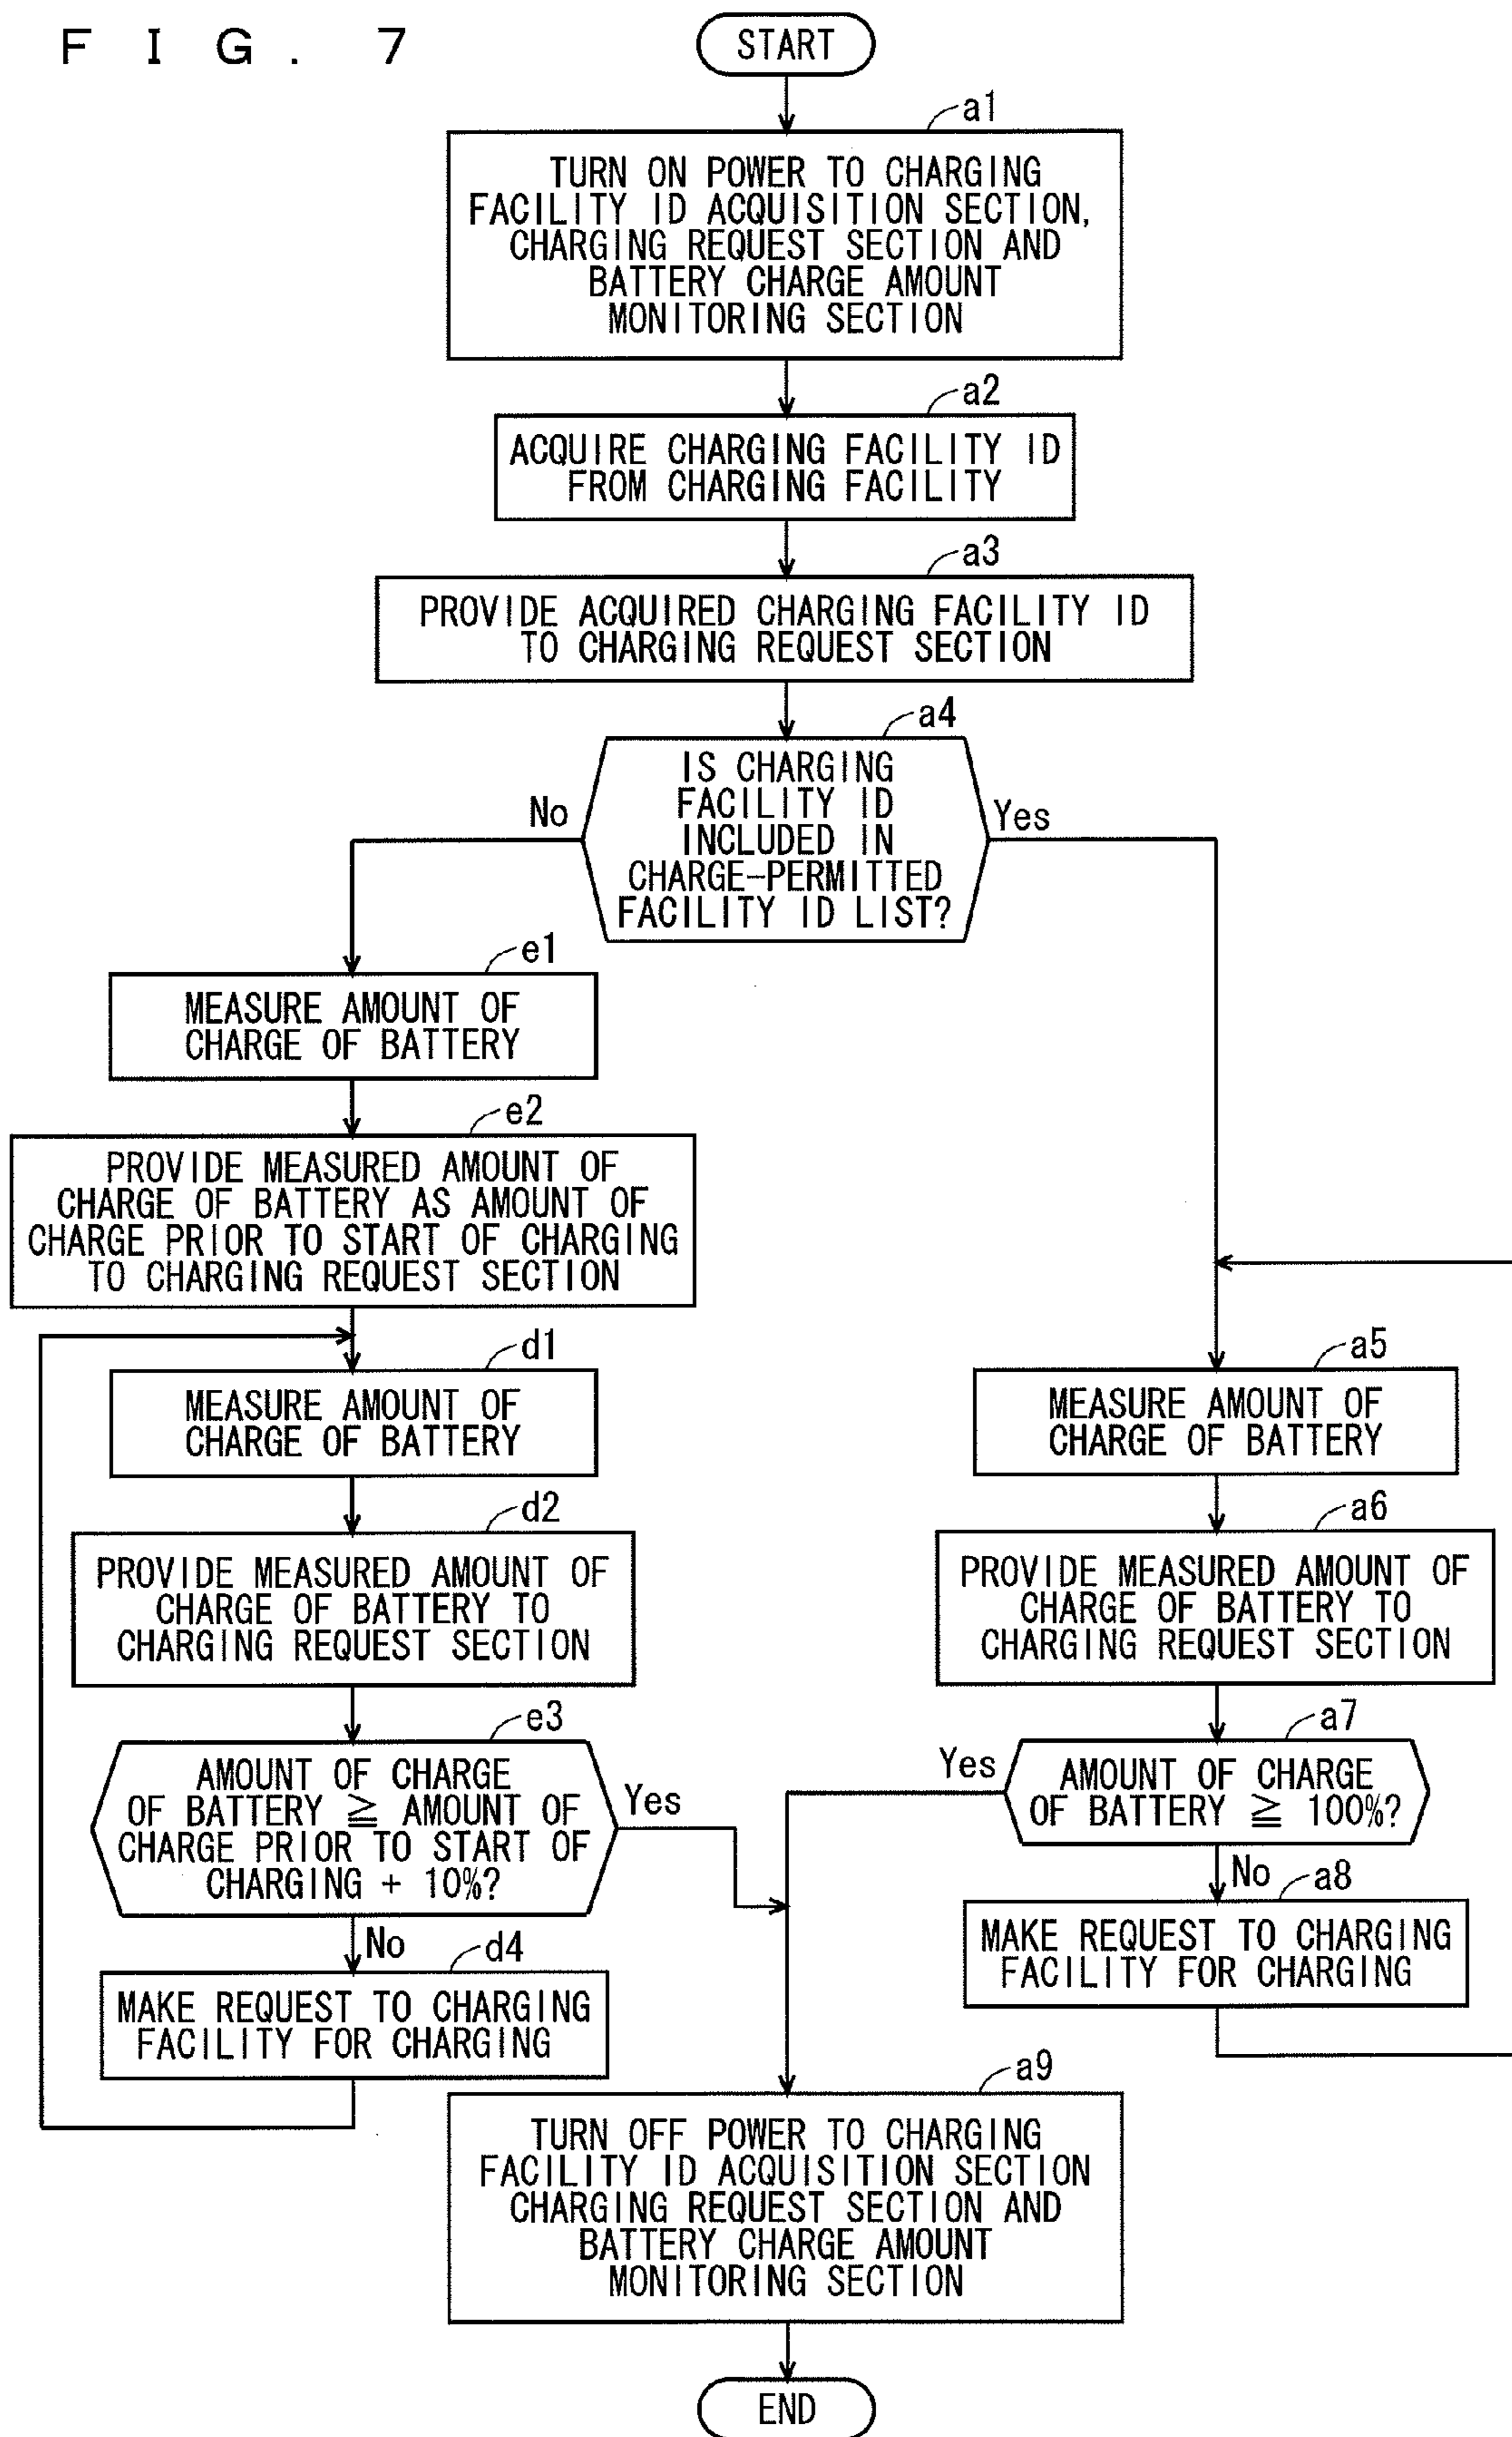 F I G . 7
START
a1
TURN ON POWER TO CHARGING
FACILITY ID ACQUISITION SECTION,
CHARGING REQUEST SECTION AND
BATTERY CHARGE AMOUNT
MONITORING SECTION
a2
ACQUIRE CHARGING FACILITY ID
FROM CHARGING FACILITY
a3
PROVIDE ACQUIRED CHARGING FACILITY ID
TO CHARGING REQUEST SECTION
a4
IS CHARGING
FACILITY ID
INCLUDED IN
CHARGE-PERMITTED
FACILITY ID LIST?
No
Yes
e1
MEASURE AMOUNT OF
CHARGE OF BATTERY
e2
PROVIDE MEASURED AMOUNT OF
CHARGE OF BATTERY AS AMOUNT OF
CHARGE PRIOR TO START OF CHARGING
TO CHARGING REQUEST SECTION
d1
MEASURE AMOUNT OF
CHARGE OF BATTERY
d2
PROVIDE MEASURED AMOUNT OF
CHARGE OF BATTERY TO
CHARGING REQUEST SECTION
e3
AMOUNT OF CHARGE
OF BATTERY ≧ AMOUNT OF
CHARGE PRIOR TO START OF
CHARGING + 10%?
Yes
No
d4
MAKE REQUEST TO CHARGING
FACILITY FOR CHARGING
a5
MEASURE AMOUNT OF
CHARGE OF BATTERY
a6
PROVIDE MEASURED AMOUNT OF
CHARGE OF BATTERY TO
CHARGING REQUEST SECTION
a7
AMOUNT OF CHARGE
OF BATTERY ≧ 100%?
Yes
No
a8
MAKE REQUEST TO CHARGING
FACILITY FOR CHARGING
a9
TURN OFF POWER TO CHARGING
FACILITY ID ACQUISITION SECTION
CHARGING REQUEST SECTION AND
BATTERY CHARGE AMOUNT
MONITORING SECTION
END